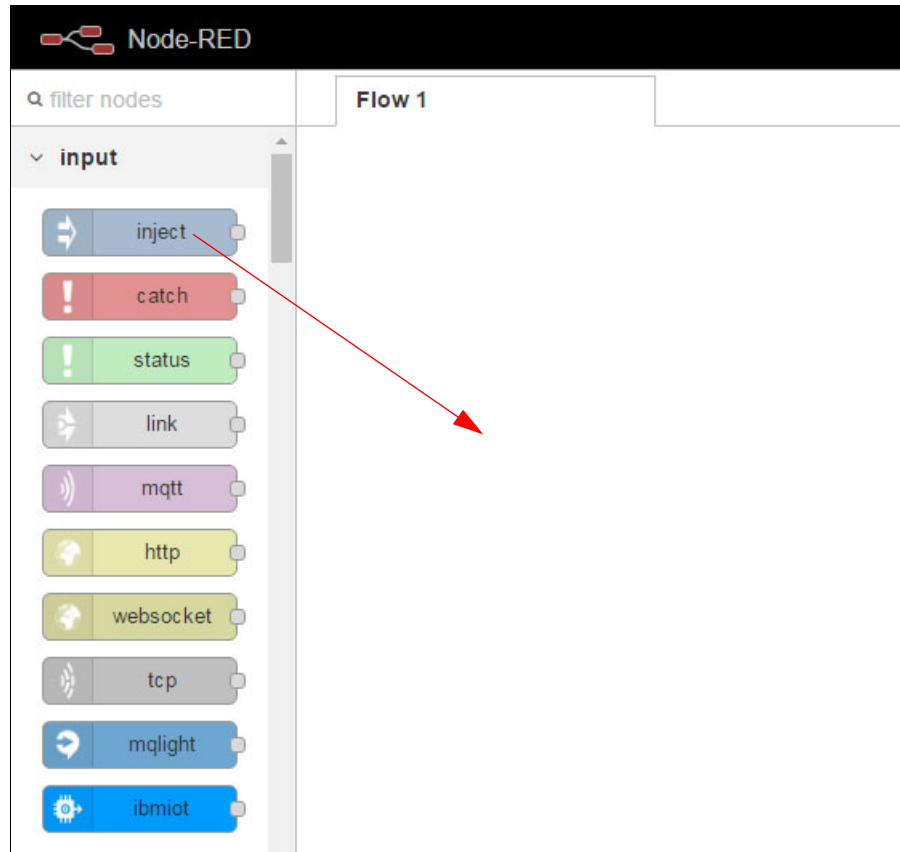 Node-RED
filter nodes
Flow 1
input
inject
catch
status
link
mqtt
http
websocket
tcp
mqlight
ibmiot